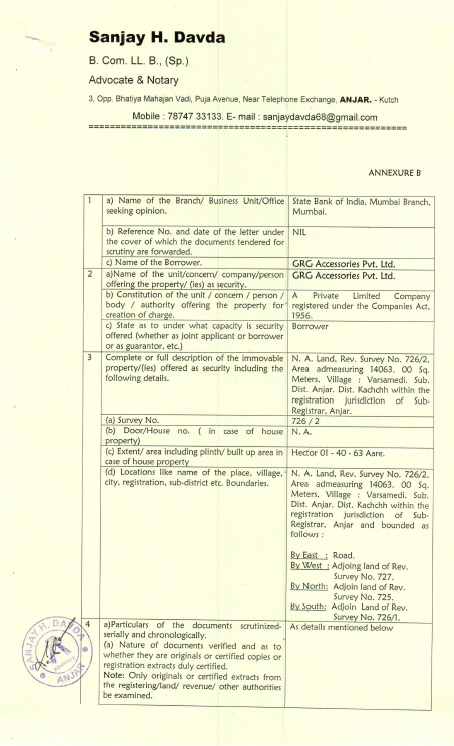 Sanjay H. Davda
B. Com. LL. B., (Sp.)
Advocate & Notary
3, Opp. Bhatiya Mahajan Vadi, Puja Avenue, Near Telephone Exchange, ANJAR. - Kutch
Mobile : 78747 33133. E- mail : sanjaydavda68@gmail.com
==========================================================
ANNEXURE B
1
a) Name of the Branch/ Business Unit/Office
seeking opinion.
State Bank of India, Mumbai Branch,
Mumbai.
b) Reference No. and date of the letter under
the cover of which the documents tendered for
scrutiny are forwarded.
NIL
c) Name of the Borrower.
GRG Accessories Pvt. Ltd.
2
a)Name of the unit/concern/ company/person
offering the property/ (ies) as security.
GRG Accessories Pvt. Ltd.
b) Constitution of the unit / concern / person /
body / authority offering the property for
creation of charge.
A Private Limited Company
registered under the Companies Act,
1956.
c) State as to under what capacity is security
offered (whether as joint applicant or borrower
or as guarantor, etc.)
Borrower
3
Complete or full description of the immovable
property/(ies) offered as security including the
following details.
N. A. Land, Rev. Survey No. 726/2,
Area admeasuring 14063. 00 Sq.
Meters, Village : Varsamedi. Sub.
Dist. Anjar. Dist. Kachhh within the
registration jurisdiction of Sub-
Registrar, Anjar.
(a) Survey No.
726 / 2
(b) Door/House no. ( in case of house
property)
N. A.
(c) Extent/ area including plinth/ built up area in
case of house property
Hector 01 - 40 - 63 Aare.
(d) Locations like name of the place, village,
city, registration, sub-district etc. Boundaries.
N. A. Land, Rev. Survey No. 726/2,
Area admeasuring 14063. 00 Sq.
Meters, Village : Varsamedi. Sub.
Dist. Anjar. Dist. Kachhh within the
registration jurisdiction of Sub-
Registrar, Anjar and bounded as
follows :
By East : Road.
By West : Adjoing land of Rev.
Survey No. 727.
By North: Adjoin land of Rev.
Survey No. 725.
By South: Adjoin Land of Rev.
Survey No. 726/1.
4
a)Particulars of the documents scrutinized-
serially and chronologically.
(a) Nature of documents verified and as to
whether they are originals or certified copies or
registration extracts duly certified.
Note: Only originals or certified extracts from
the registering/land/ revenue/ other authorities
be examined.
As details mentioned below
SANJAY H. DAVDA
ADVOCATE
ANJAR